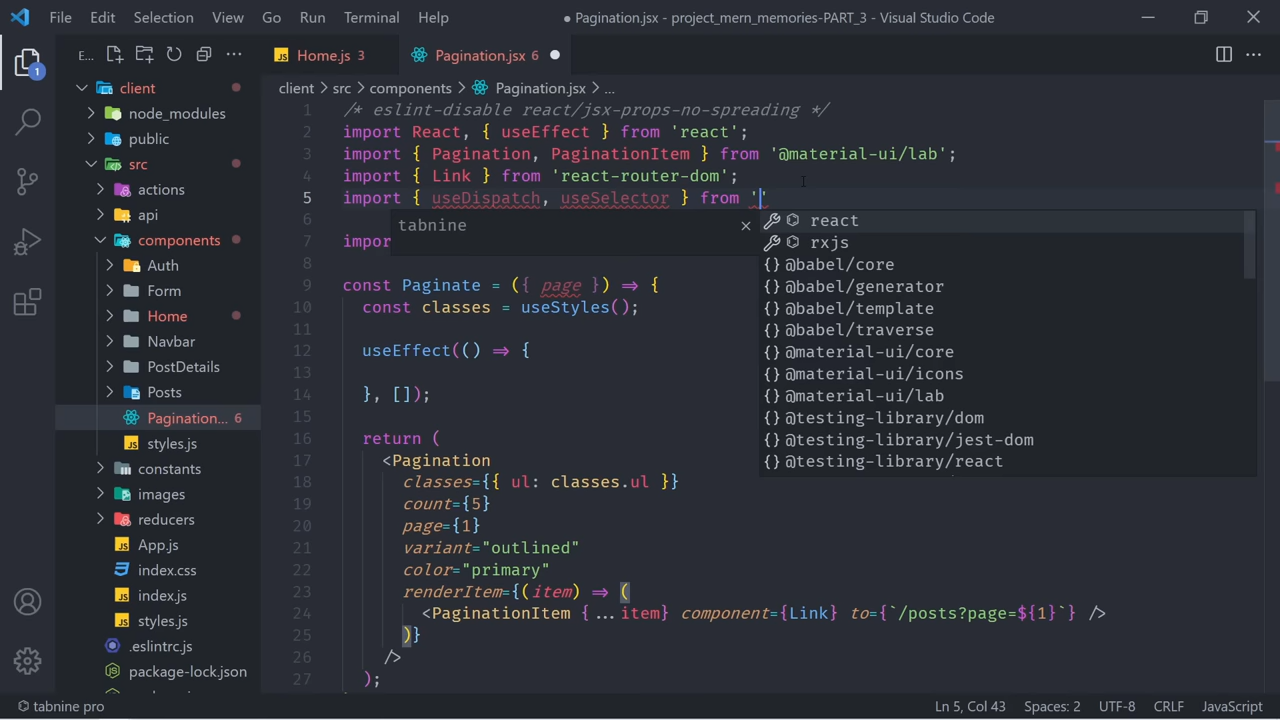 File Edit Selection View Go Run Terminal Help
● Pagination.jsx - project_mern_memories-PART_3 - Visual Studio Code
E... ...
Home.js 3
Pagination.jsx 6 ●
client > src > components > Pagination.jsx > ...
1
client
node_modules
public
src
actions
api
components
Auth
Form
Home
Navbar
PostDetails
Posts
Pagination... 6
styles.js
constants
images
reducers
App.js
index.css
index.js
styles.js
.eslintrc.js
package-lock.json
1 /* eslint-disable react/jsx-props-no-spreading */
2 import React, { useEffect } from 'react';
3 import { Pagination, PaginationItem } from '@material-ui/lab';
4 import { Link } from 'react-router-dom';
5 import { useDispatch, useSelector } from ''
6
7 impor
8
9 const Paginate = ({ page }) => {
10 const classes = useStyles();
11
12 useEffect(() => {
13
14 }, []);
15
16 return (
17 <Pagination
18 classes={{ ul: classes.ul }}
19 count={5}
20 page={1}
21 variant="outlined"
22 color="primary"
23 renderItem={(item) => (
24 <PaginationItem {...item} component={Link} to={`/posts?page=${1}`} />
25 )}
26 />
27 );
tabnine ×
react
rxjs
{} @babel/core
{} @babel/generator
{} @babel/template
{} @babel/traverse
{} @material-ui/core
{} @material-ui/icons
{} @material-ui/lab
{} @testing-library/dom
{} @testing-library/jest-dom
{} @testing-library/react
tabnine pro
Ln 5, Col 43 Spaces: 2 UTF-8 CRLF JavaScript